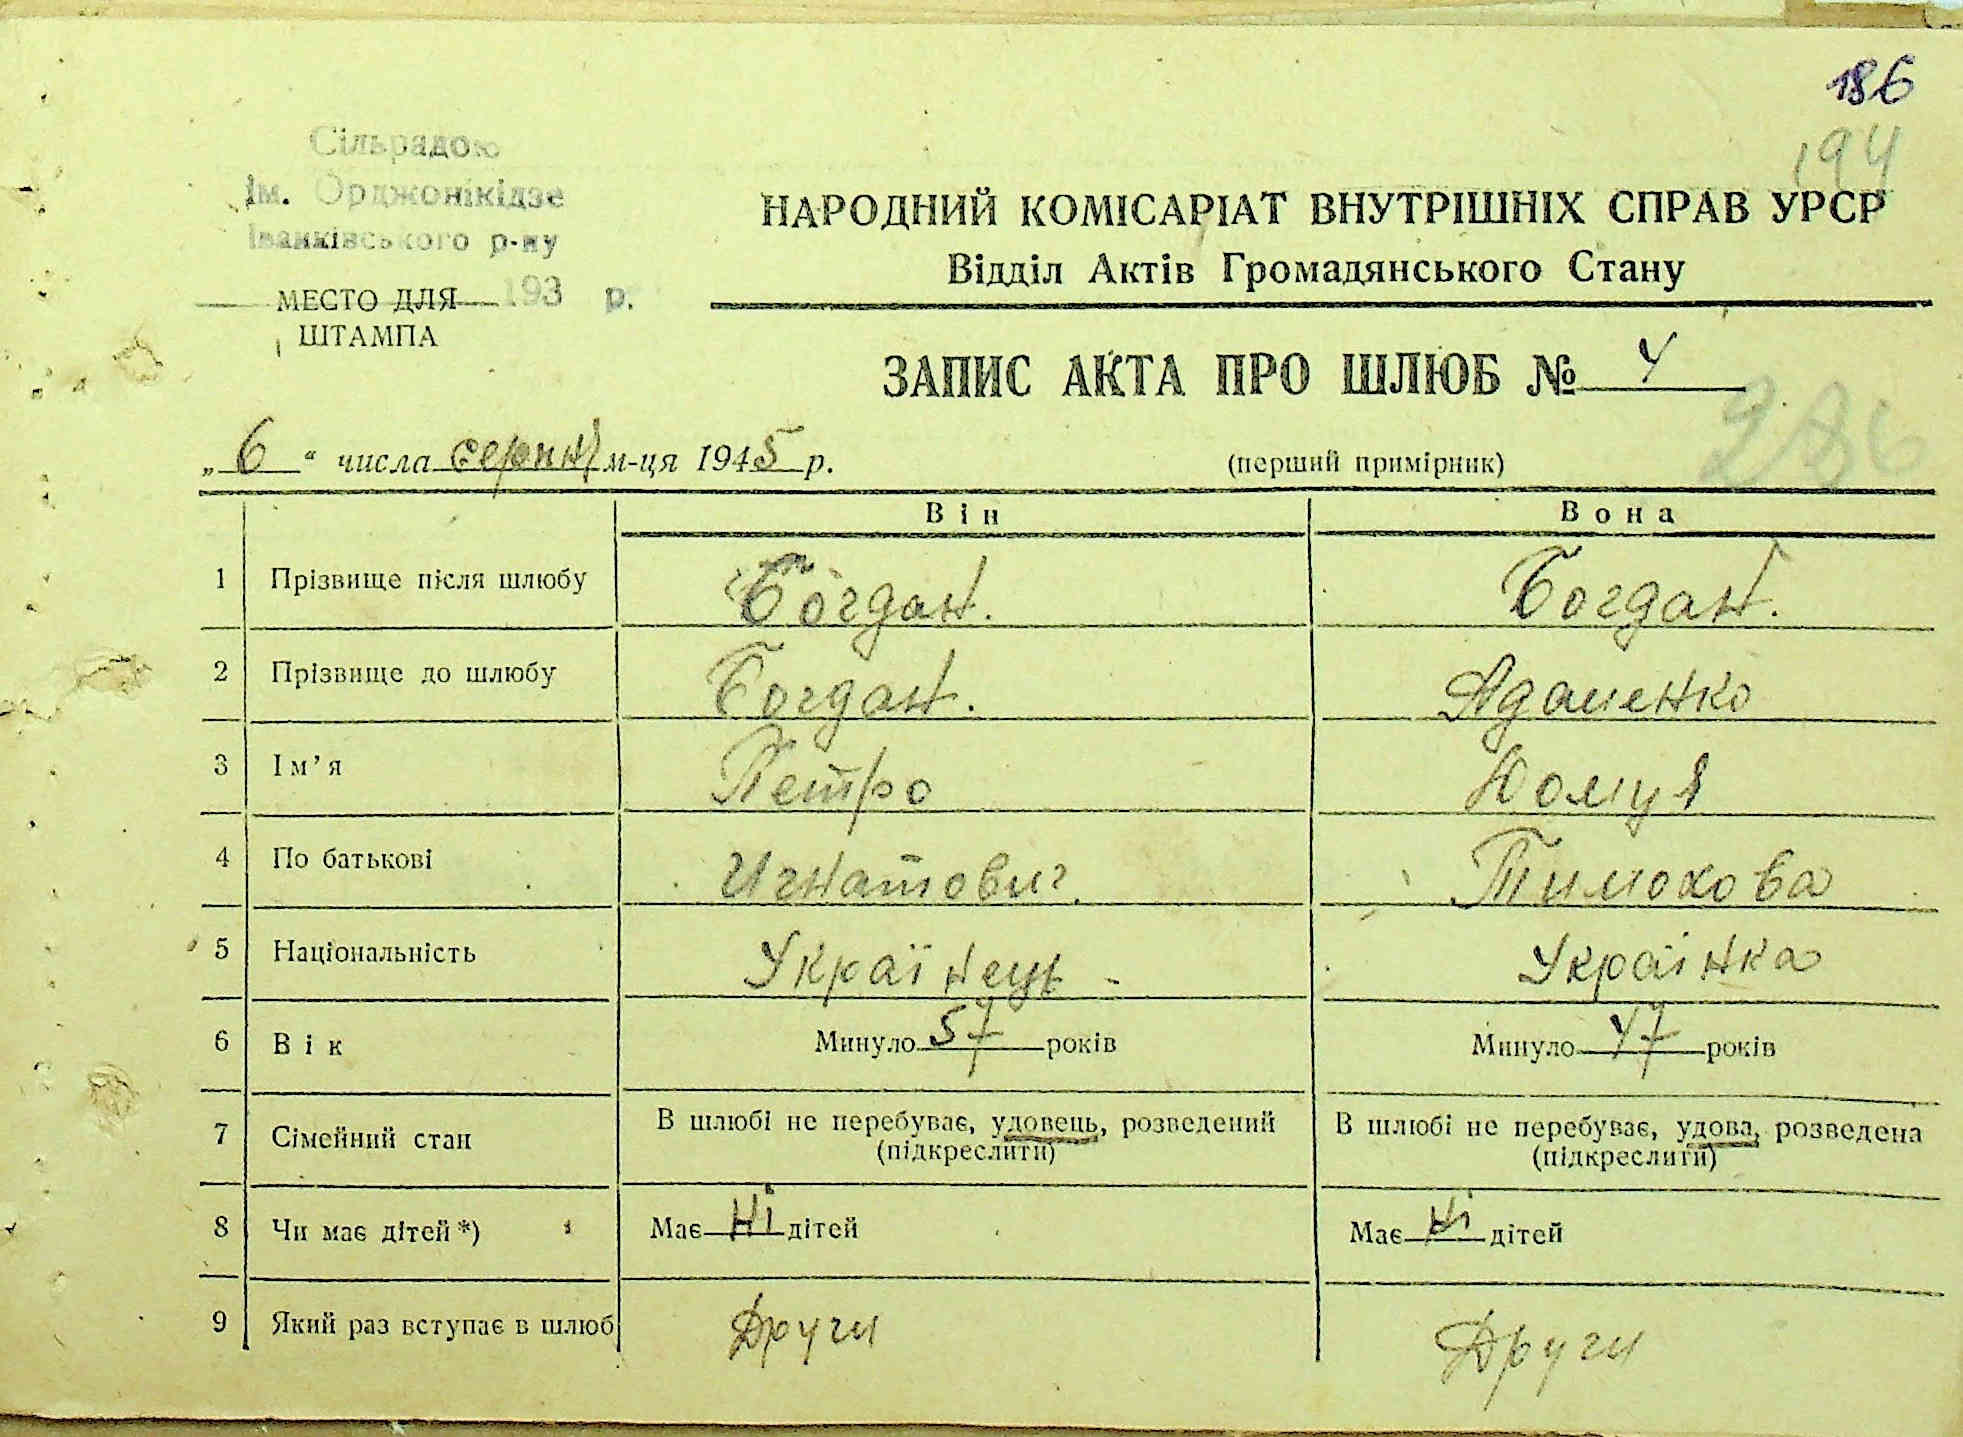 186
194
Сільрадою
Ім. Орджонікідзе
Іванківського р-ну
193 р.
МЕСТО ДЛЯ
ШТАМПА
НАРОДНИЙ КОМІСАРІАТ ВНУТРІШНІХ СПРАВ УРСР
Відділ Актів Громадянського Стану
ЗАПИС АКТА ПРО ШЛЮБ № 4
286
„ 6 “ числа серпня м-ця 1945 р.
(перший примірник)
Він Вона
1 Прізвище після шлюбу Богдан. Богдан.
2 Прізвище до шлюбу Богдан. Адаменко
3 Ім’я Петро
4 По батькові Игнатович. Тимохова
5 Національність Українець Українка
6 Вік Минуло 57 років Минуло 47 років
7 Сімейний стан В шлюбі не перебуває, удовець, розведений В шлюбі не перебуває, удова, розведена
(підкреслити) (підкреслити)
8 Чи має дітей *) Має Ні дітей Має Ні дітей
9 Який раз вступає в шлюб Други Други